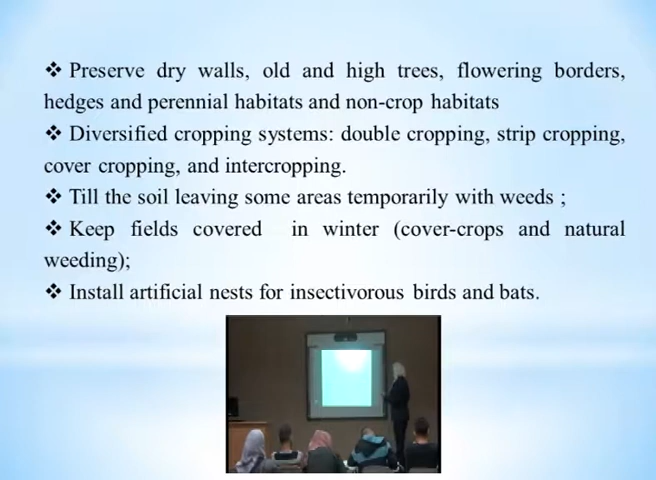 ❖ Preserve dry walls, old and high trees, flowering borders,
hedges and perennial habitats and non-crop habitats
❖ Diversified cropping systems: double cropping, strip cropping,
cover cropping, and intercropping.
❖ Till the soil leaving some areas temporarily with weeds ;
❖ Keep fields covered in winter (cover-crops and natural
weeding);
❖ Install artificial nests for insectivorous birds and bats.